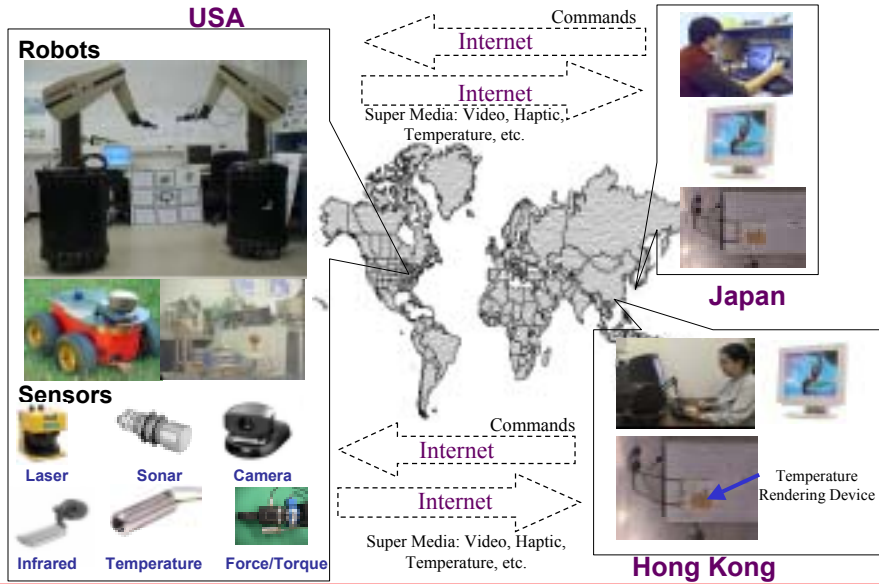 USA
Robots
Sensors
Laser
Sonar
Camera
Infrared
Temperature
Force/Torque
Commands
Internet
Internet
Super Media: Video, Haptic,
Temperature, etc.
Japan
Commands
Internet
Internet
Super Media: Video, Haptic,
Temperature, etc.
Temperature
Rendering Device
Hong Kong